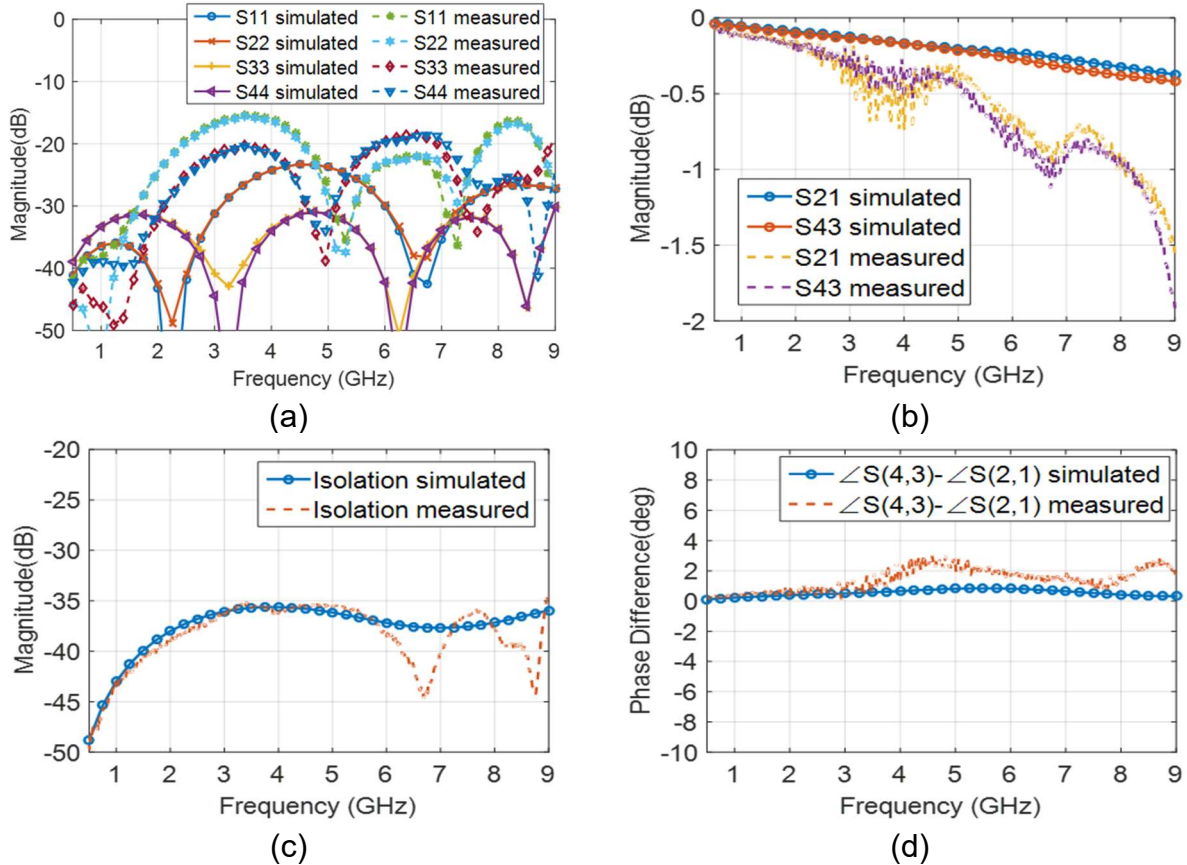 0
-10
-20
-30
-40
-50
Magnitude(dB)
S11 simulated S11 measured
S22 simulated S22 measured
S33 simulated S33 measured
S44 simulated S44 measured
1 2 3 4 5 6 7 8 9
Frequency (GHz)
(a)
0
-0.5
-1
-1.5
-2
Magnitude(dB)
S21 simulated
S43 simulated
S21 measured
S43 measured
1 2 3 4 5 6 7 8 9
Frequency (GHz)
(b)
-20
-25
-30
-35
-40
-45
-50
Magnitude(dB)
Isolation simulated
Isolation measured
1 2 3 4 5 6 7 8 9
Frequency (GHz)
(c)
10
8
6
4
2
0
-2
-4
-6
-8
-10
Phase Difference(deg)
∠S(4,3)-∠S(2,1) simulated
∠S(4,3)-∠S(2,1) measured
1 2 3 4 5 6 7 8 9
Frequency (GHz)
(d)